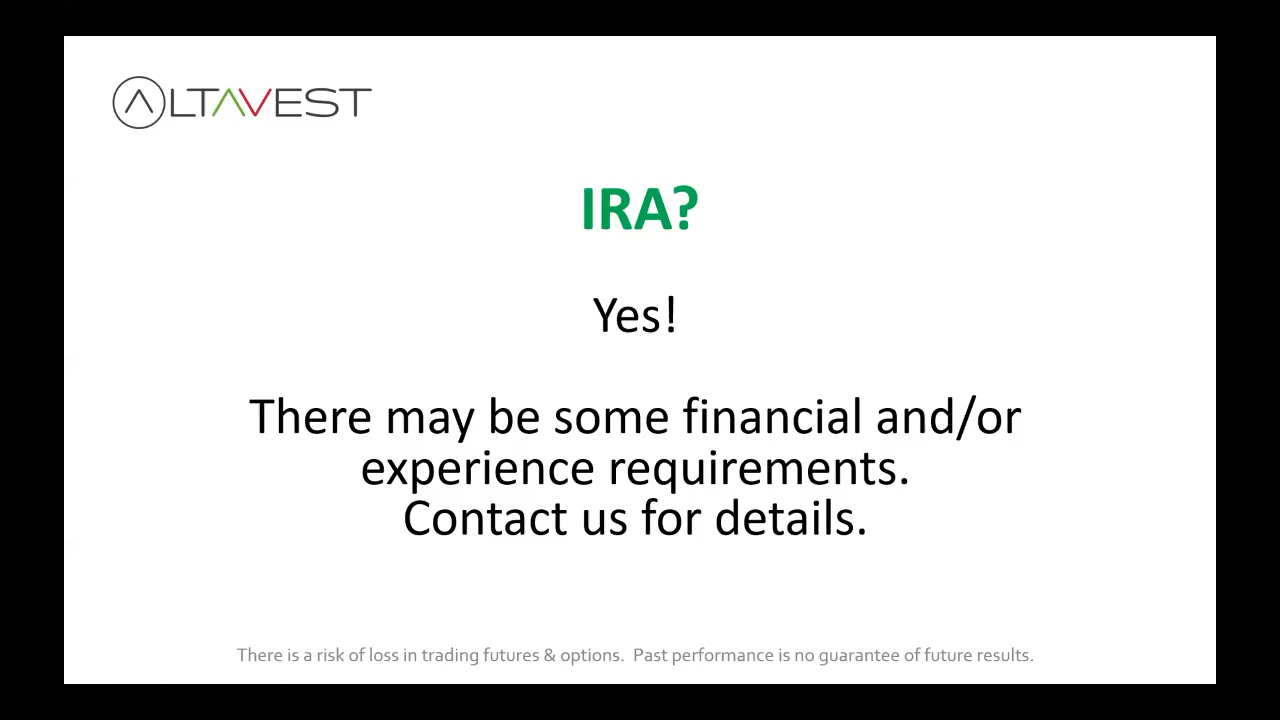 ALTAVEST
IRA?
Yes!
There may be some financial and/or
experience requirements.
Contact us for details.
There is a risk of loss in trading futures & options.  Past performance is no guarantee of future results.